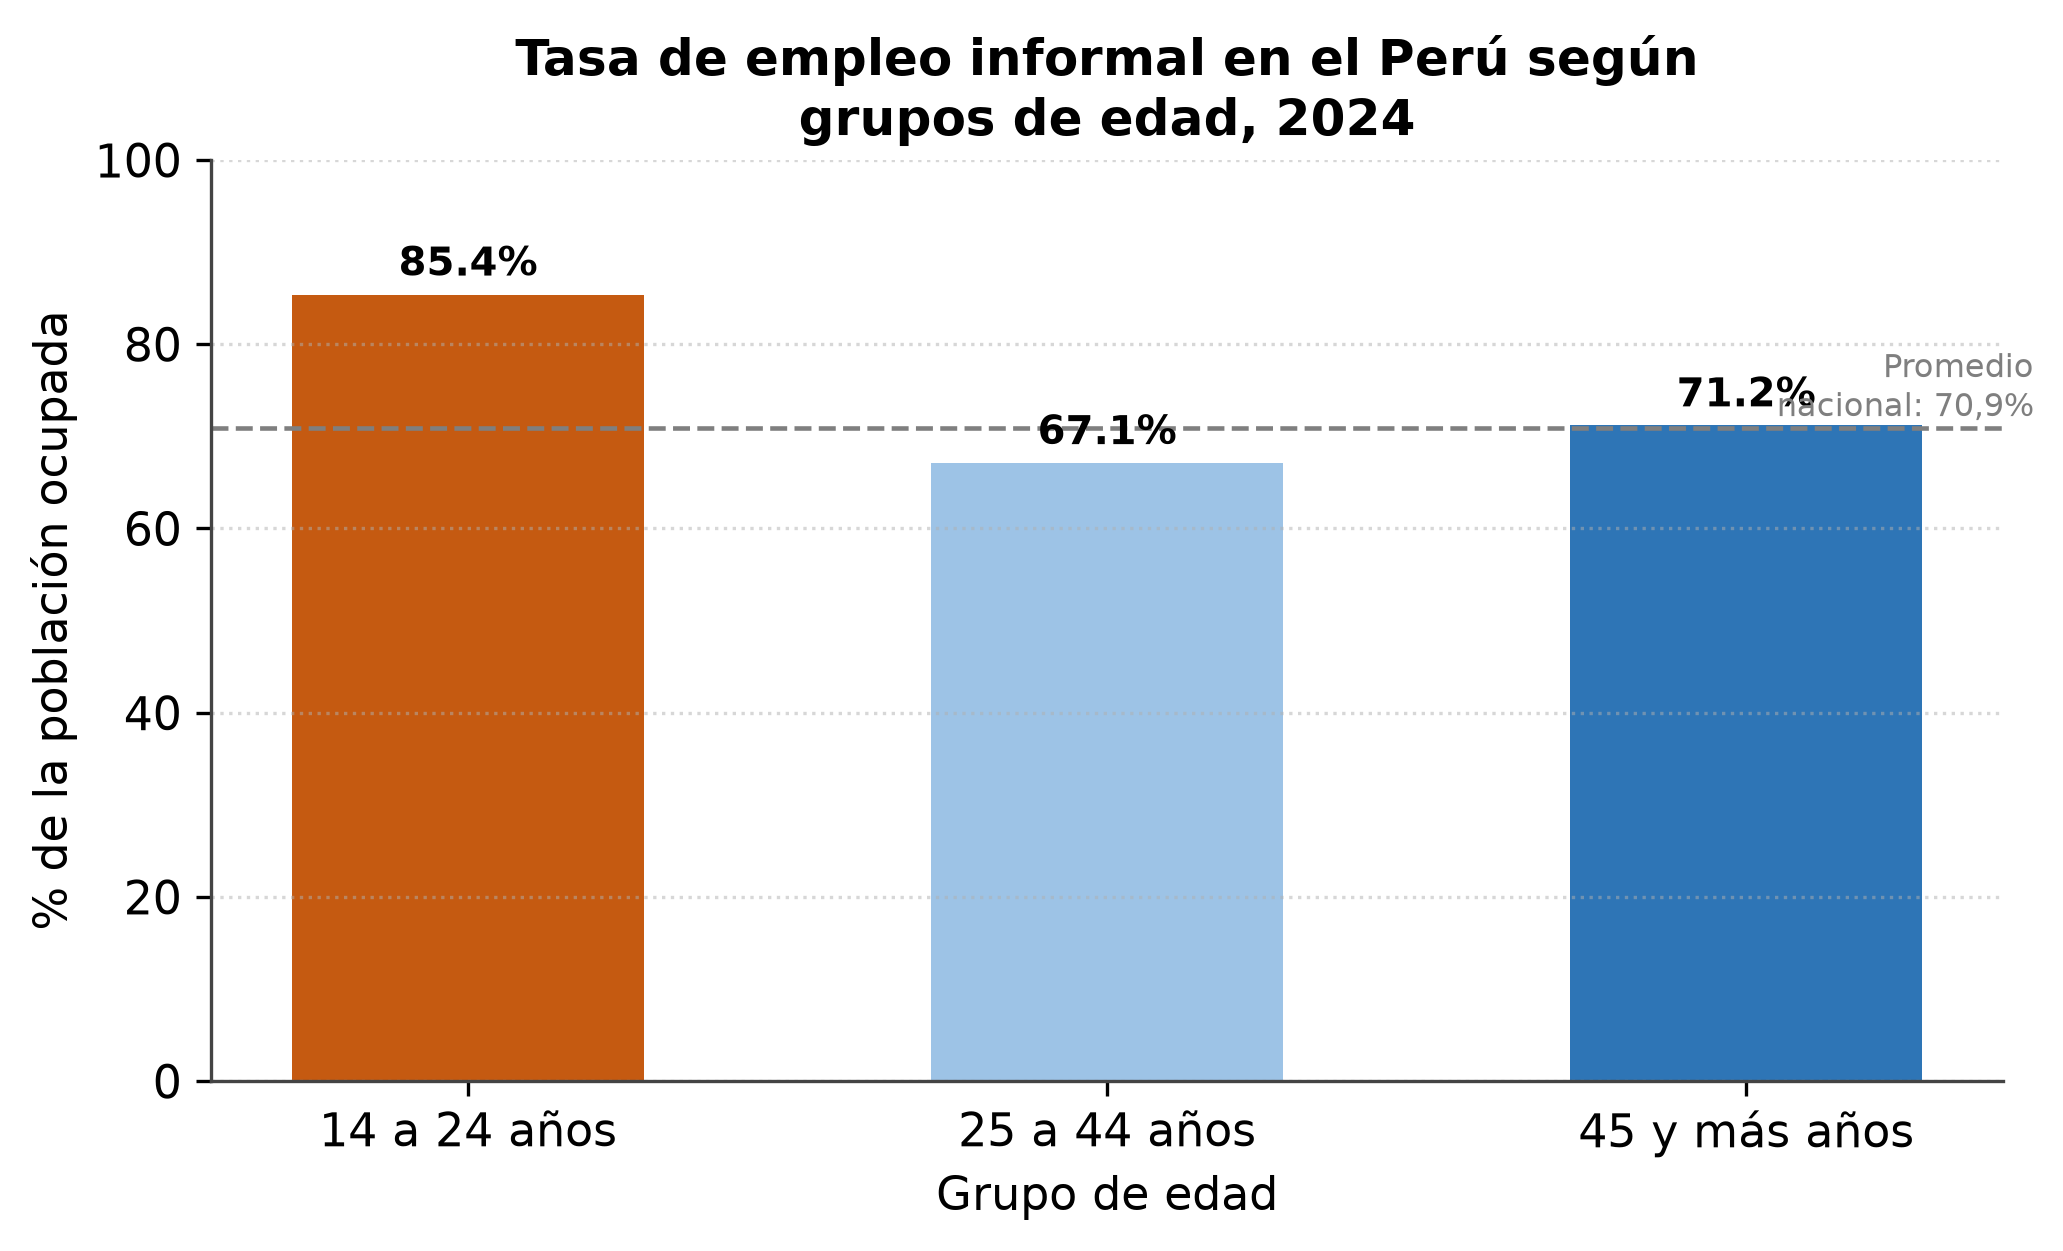 Tasa de empleo informal en el Perú según
grupos de edad, 2024
% de la población ocupada
100
80
60
40
20
0
85.4%
67.1%
71.2%
Promedio
nacional: 70,9%
14 a 24 años
25 a 44 años
45 y más años
Grupo de edad